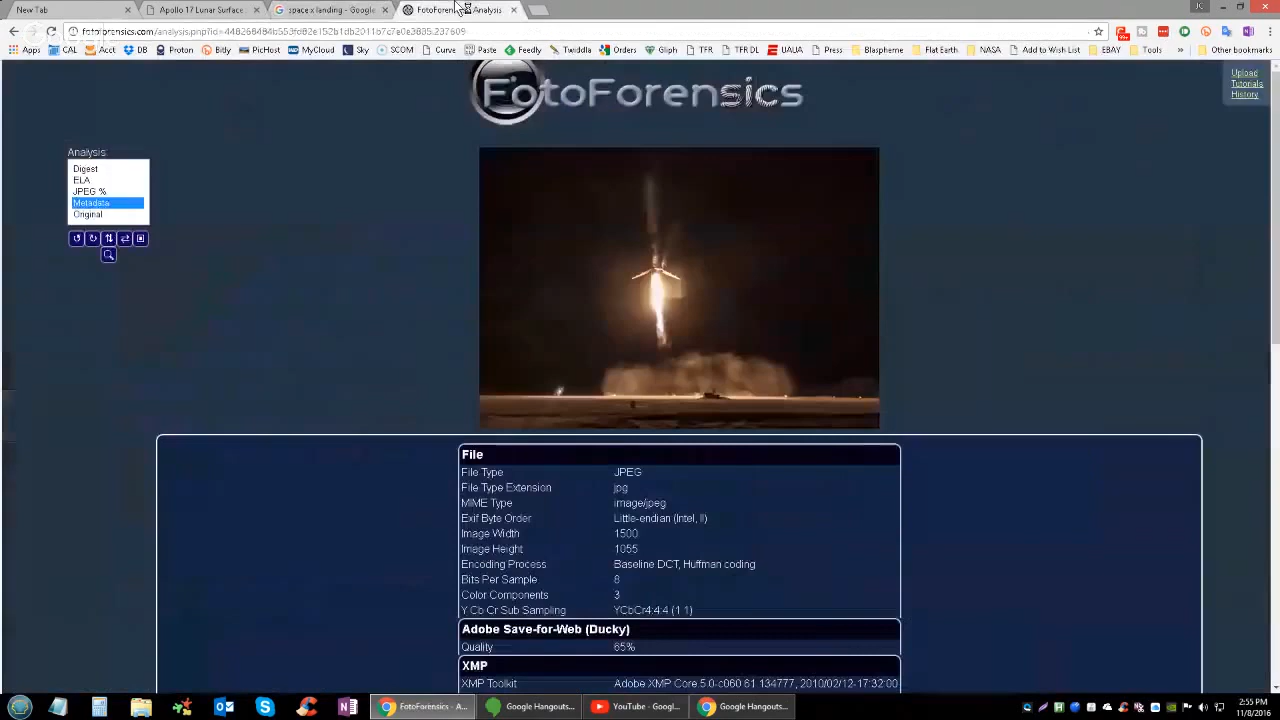 New Tab
Apollo 17 Lunar Surface
space x landing - Google
FotoForensics Analysis
Apps
Amaz
Caut
DB
Proton
Bit
PicHost
MyCloud
Sky
SCOUT
Curve
Paste
Feedly
Twiddla
Orders
Gliph
TFR
TFR DL
UAUA
Press
Blaspheme
Flat Earth
NASA
Add to Wish List
EBAY
Tools
Other bookmarks
FotoForensics
Upload
Tutorials
History
Analysis:
Digest
ELA
JPEG %
Metadata
Original
File
File Type JPEG
File Type Extension jpg
MIME Type image/jpeg
Exif Byte Order Little-endian (Intel, II)
Image Width 1500
Image Height 1055
Encoding Process Baseline DCT, Huffman coding
Bits Per Sample 8
Color Components 3
Y Cb Cr Sub Sampling YCbCr4:4:4 (1 1)
Adobe Save-for-Web (Ducky)
Quality 65%
XMP
XMP Toolkit Adobe XMP Core 5.0-c060 61.134777, 2010/02/12-17:32:00
FotoForensics - A...
Google Hangouts...
YouTube - Googl...
Google Hangouts...
2:55 PM
11/8/2016